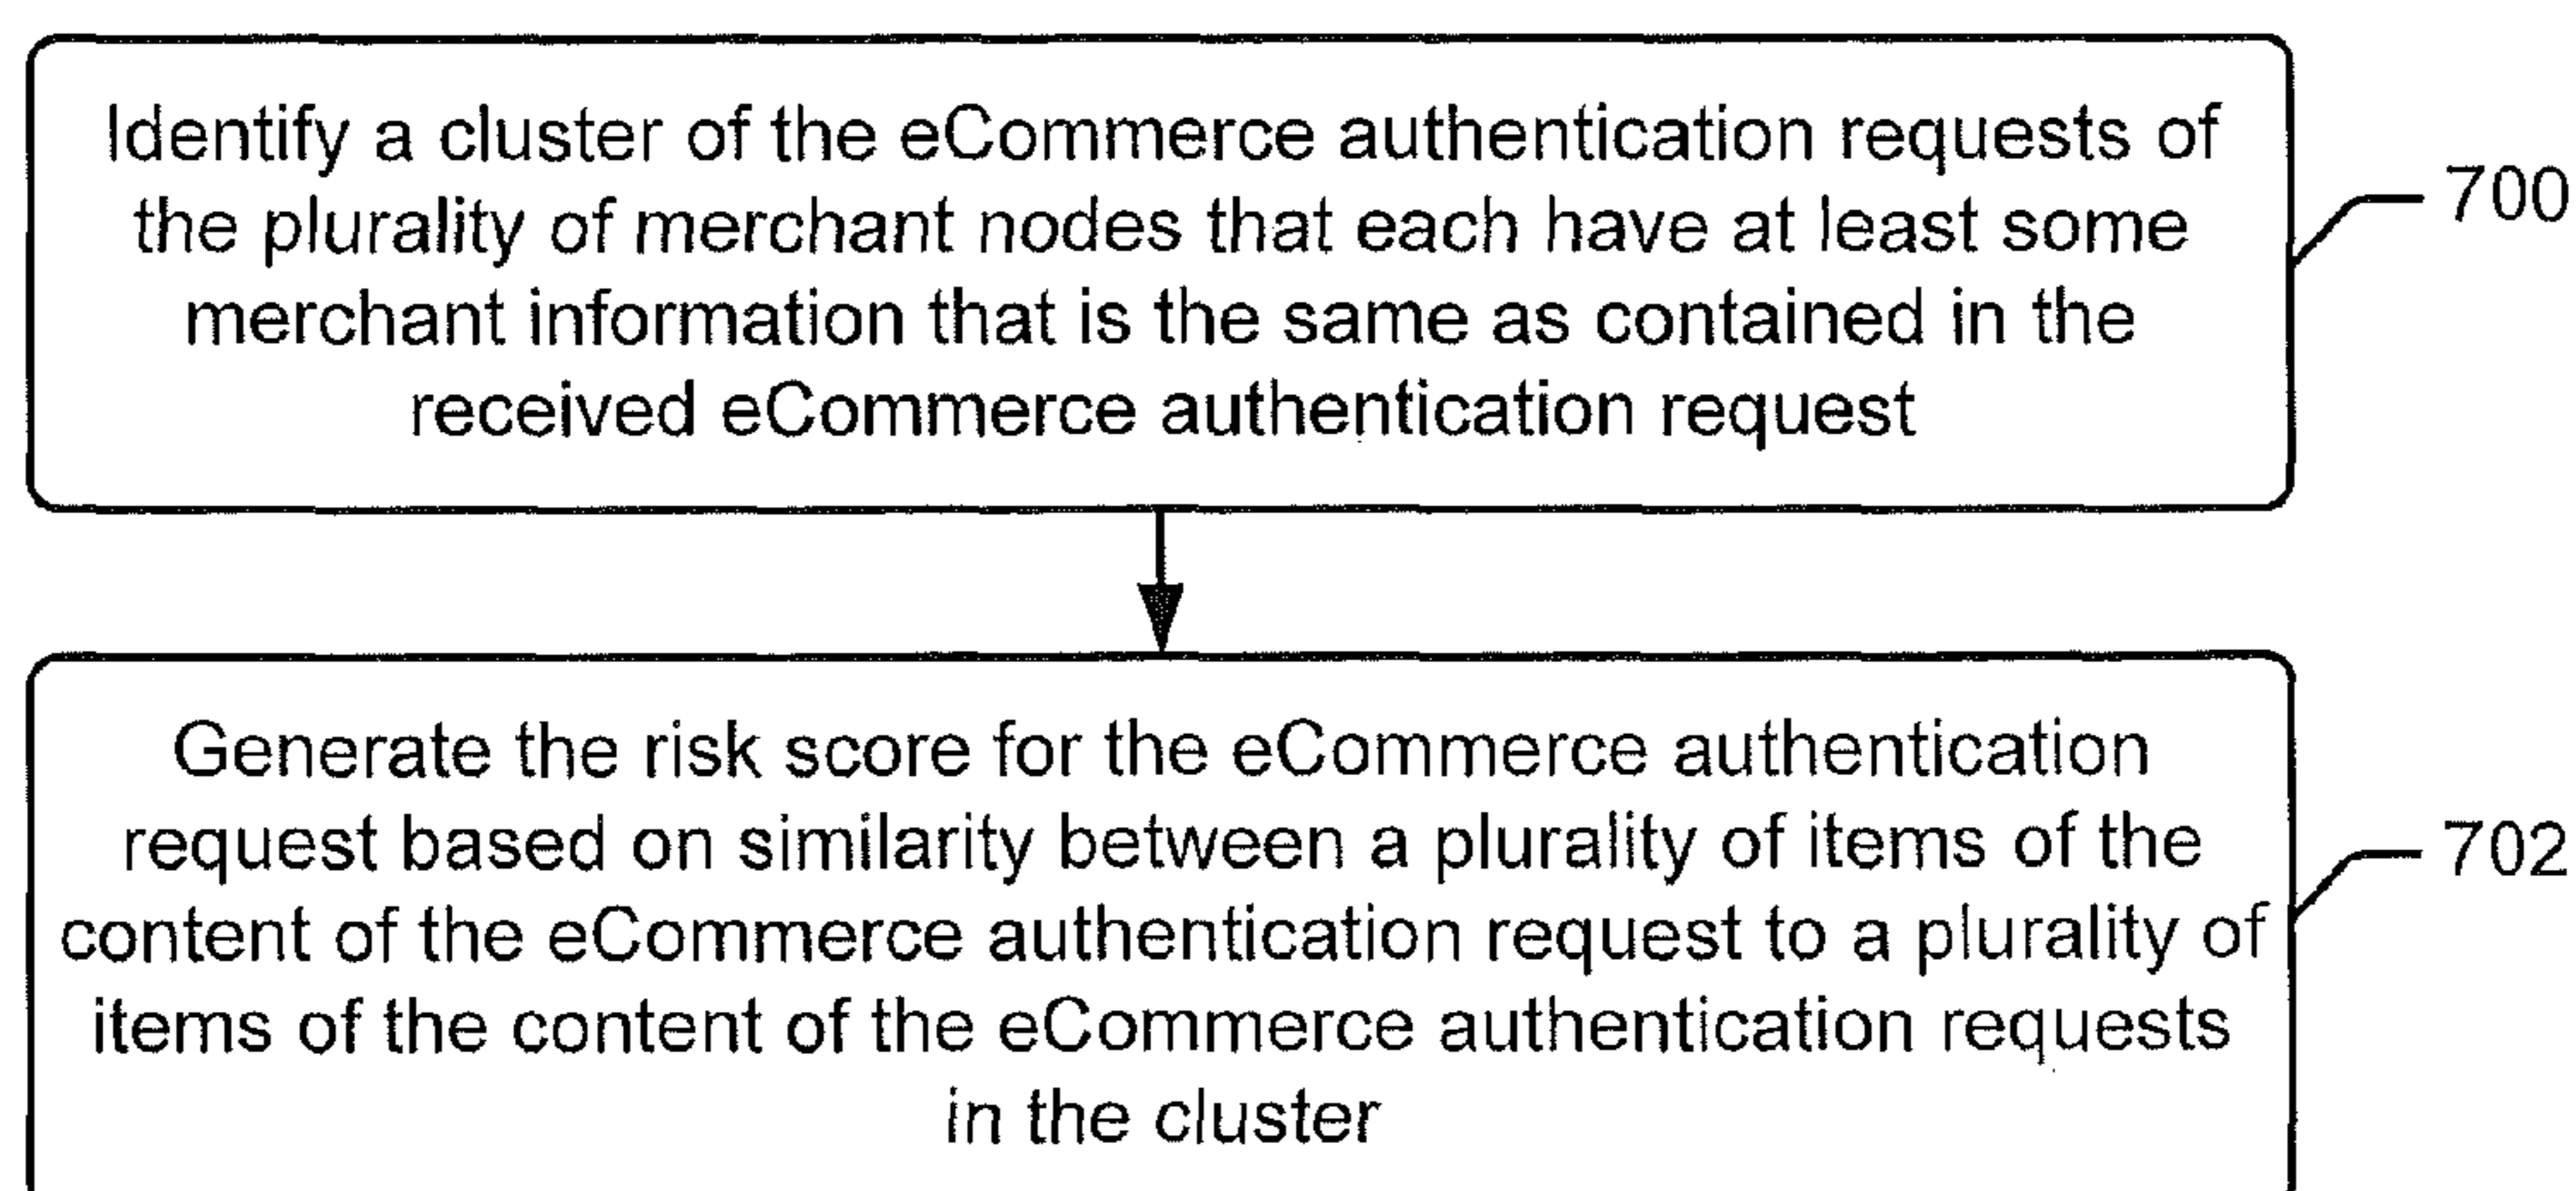 Identify a cluster of the eCommerce authentication requests of
the plurality of merchant nodes that each have at least some
merchant information that is the same as contained in the
received eCommerce authentication request
700
Generate the risk score for the eCommerce authentication
request based on similarity between a plurality of items of the
content of the eCommerce authentication request to a plurality of
items of the content of the eCommerce authentication requests
in the cluster
702